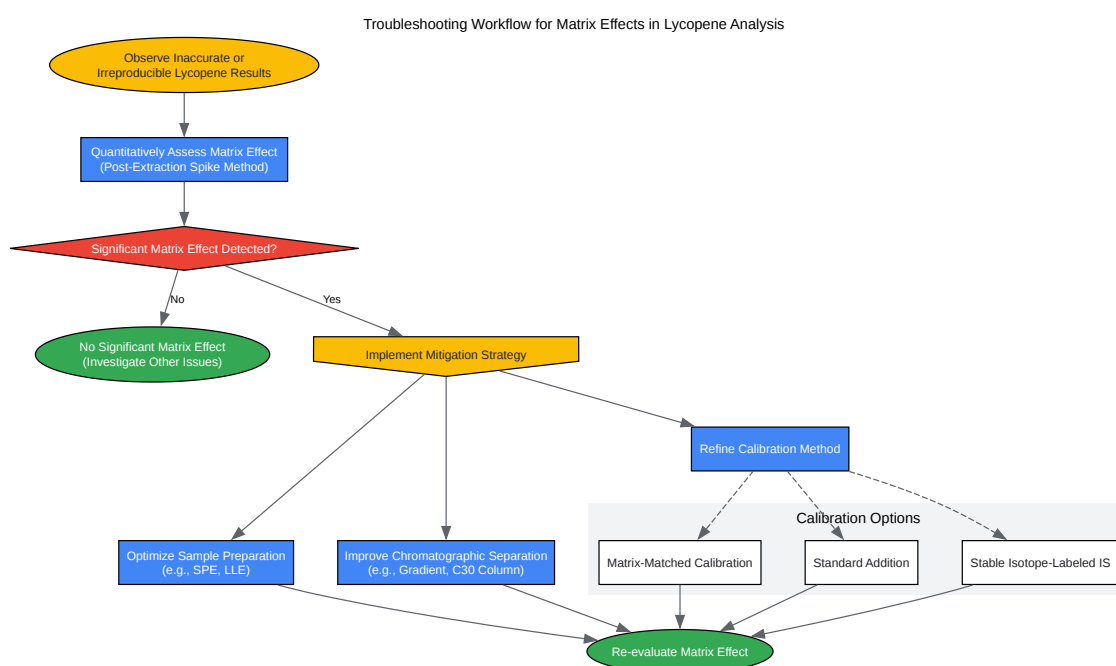 Troubleshooting Workflow for Matrix Effects in Lycopene Analysis
Observe Inaccurate or
Irreproducible Lycopene Results
Quantitatively Assess Matrix Effect
(Post-Extraction Spike Method)
Significant Matrix Effect Detected?
No
Yes
No Significant Matrix Effect
(Investigate Other Issues)
Implement Mitigation Strategy
Refine Calibration Method
Calibration Options
Optimize Sample Preparation
(e.g., SPE, LLE)
Improve Chromatographic Separation
(e.g., Gradient, C30 Column)
Matrix-Matched Calibration
Standard Addition
Stable Isotope-Labeled IS
Re-evaluate Matrix Effect